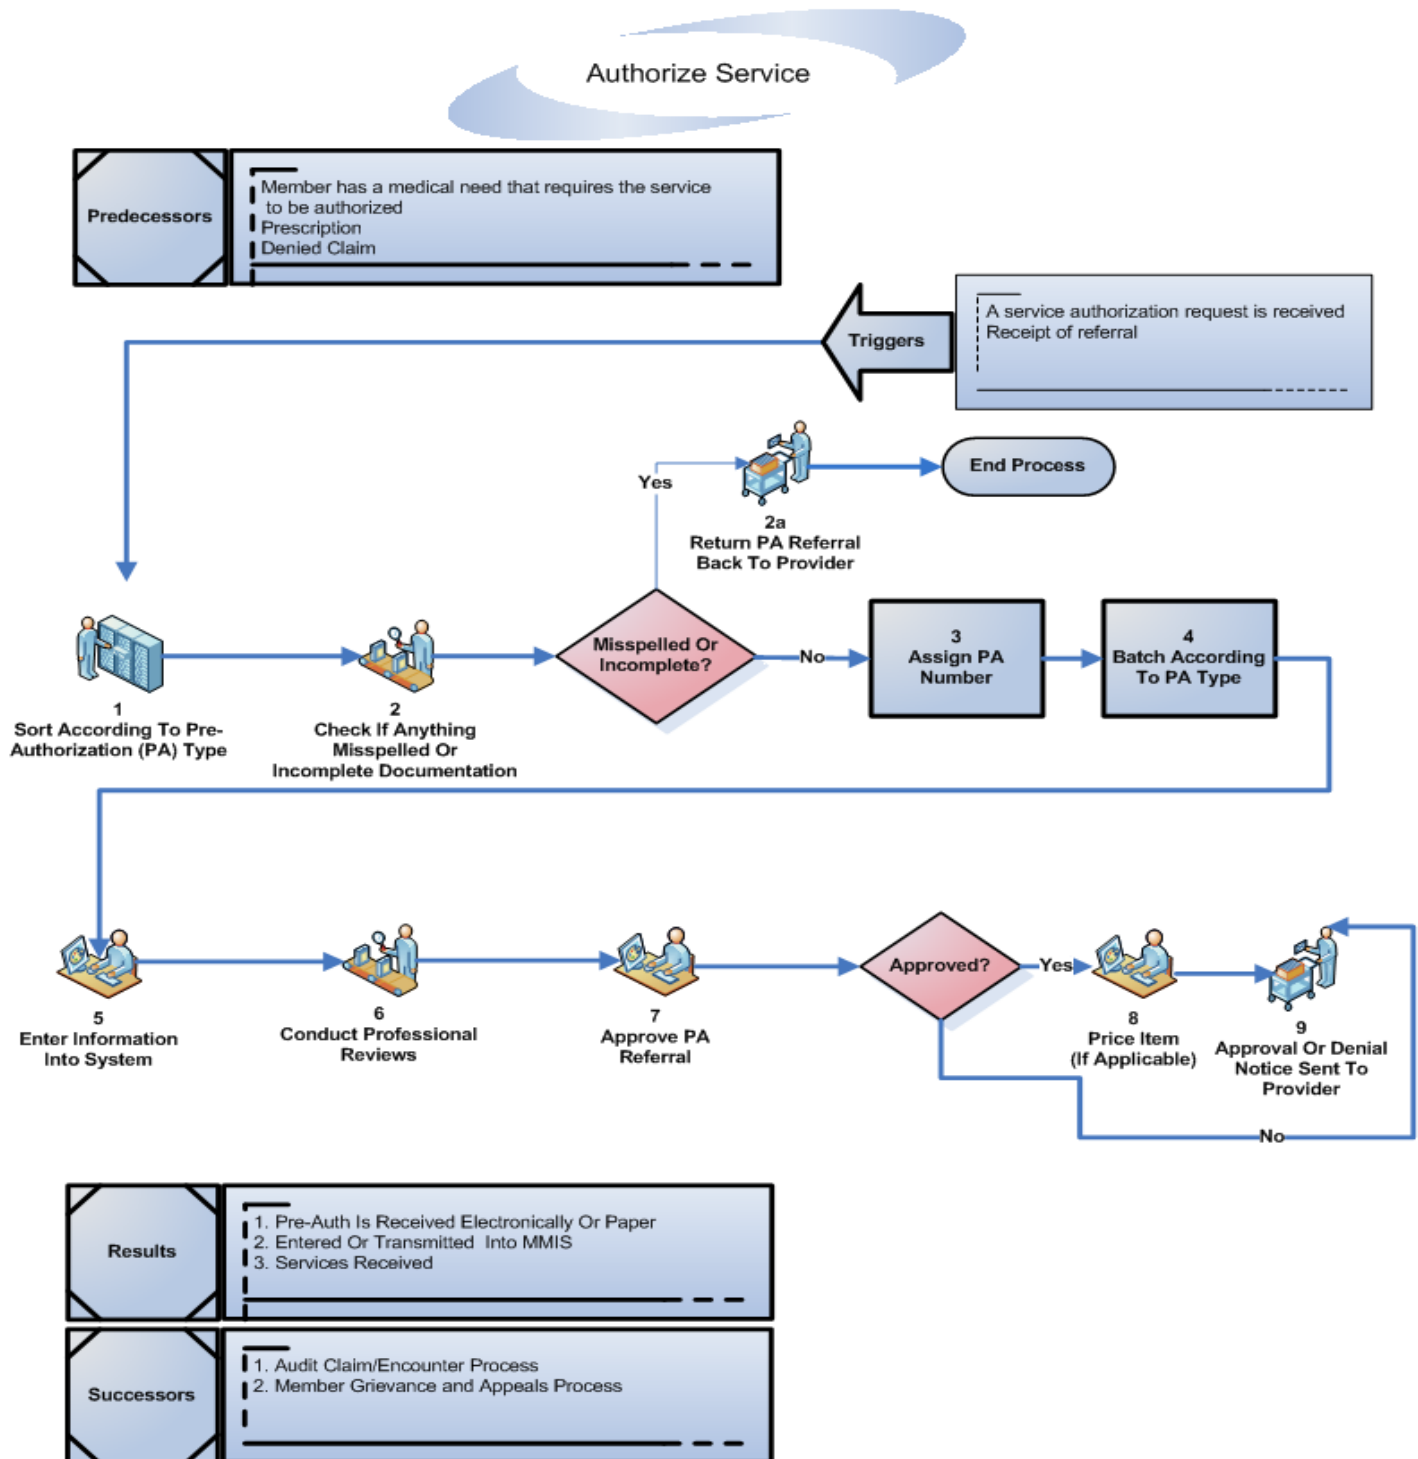 Authorize Service
Predecessors
Member has a medical need that requires the service
to be authorized
Prescription
Denied Claim
Triggers
A service authorization request is received
Receipt of referral
Yes
2a
Return PA Referral
Back To Provider
End Process
1
Sort According To Pre-
Authorization (PA) Type
2
Check If Anything
Misspelled Or
Incomplete Documentation
Misspelled Or
Incomplete?
No
3
Assign PA
Number
4
Batch According
To PA Type
5
Enter Information
Into System
6
Conduct Professional
Reviews
7
Approve PA
Referral
Approved?
Yes
8
Price Item
(If Applicable)
9
Approval Or Denial
Notice Sent To
Provider
No
Results
1. Pre-Auth Is Received Electronically Or Paper
2. Entered Or Transmitted Into MMIS
3. Services Received
Successors
1. Audit Claim/Encounter Process
2. Member Grievance and Appeals Process